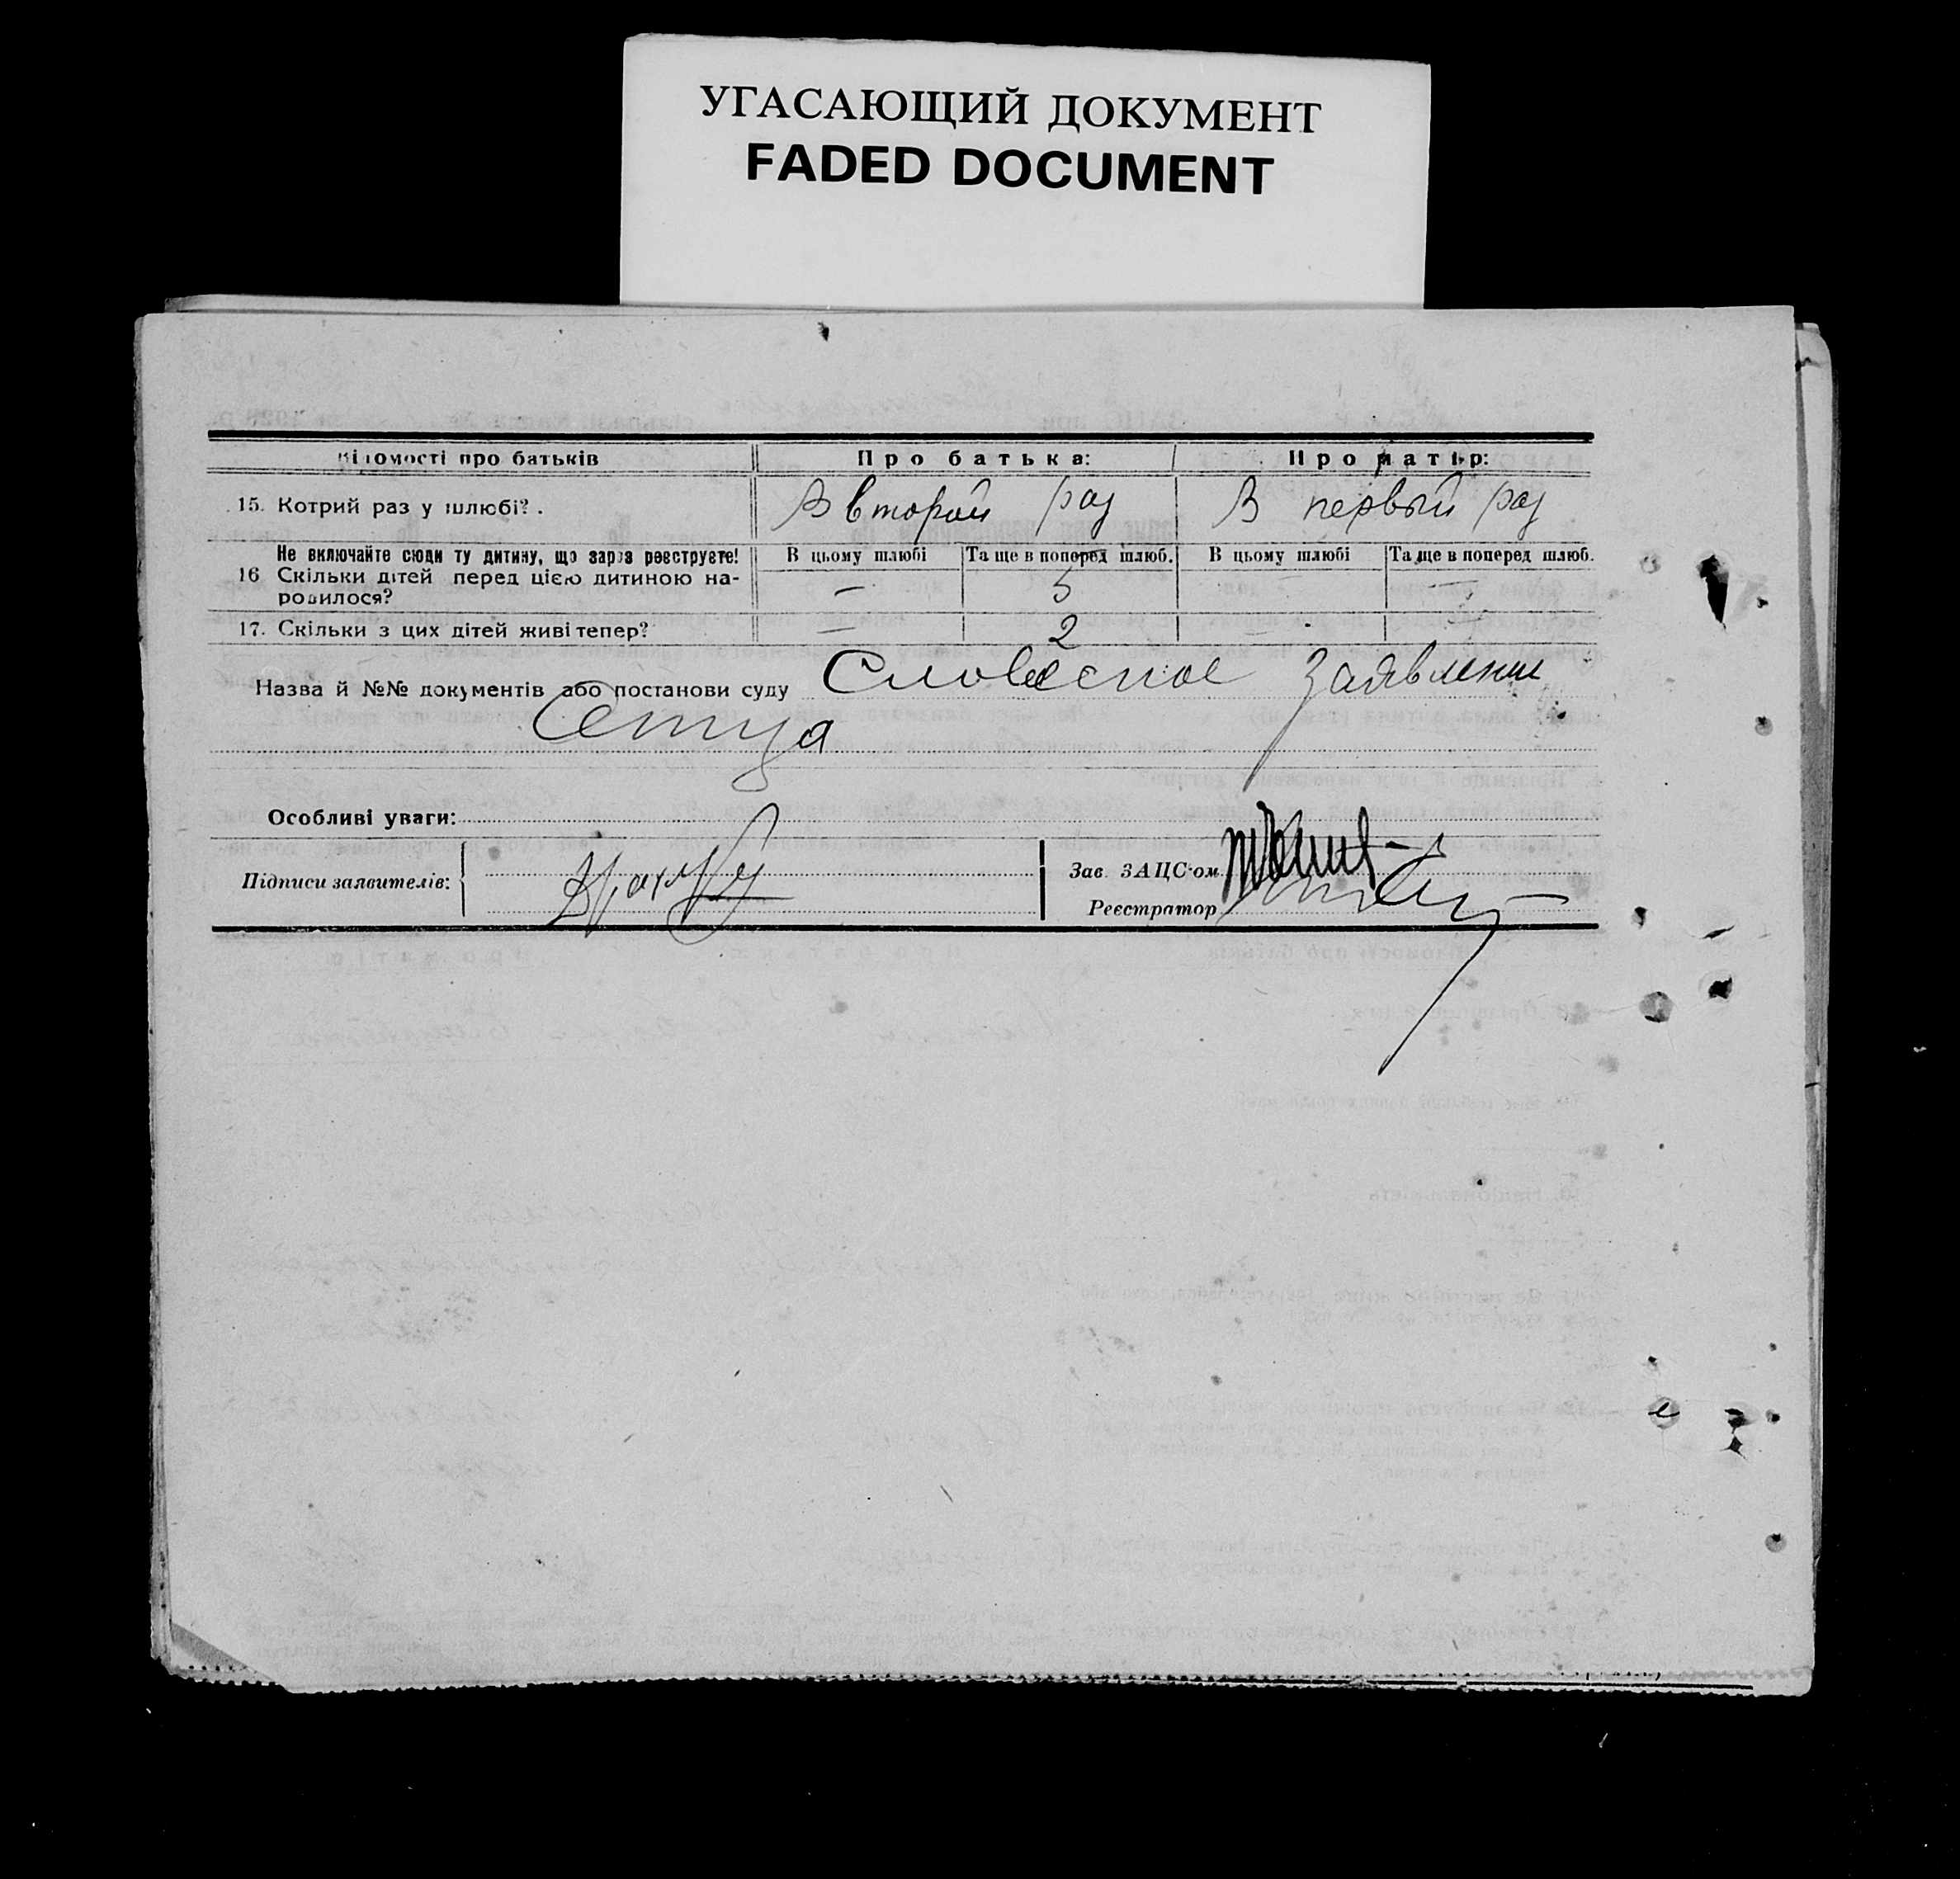 УГАСАЮЩИЙ ДОКУМЕНТ
FADED DOCUMENT
Відомості про батьків Про батька: Про матір:
15. Котрий раз у шлюбі?. В второй раз В первый раз
Не включайте сюди ту дитину, що зараз реєструєте! В цьому шлюбі Та ще в поперед шлюб. В цьому шлюбі Та ще в поперед шлюб.
16 Скільки дітей перед цією дитиною на-
родилося? — 5 — —
17. Скільки з цих дітей живі тепер? — 2 — —
Назва й №№ документів або постанови суду Словесное Заявление
Отца
Особливі уваги:
Підписи заявителів:
Зав. ЗАЦС'ом
Реєстратор